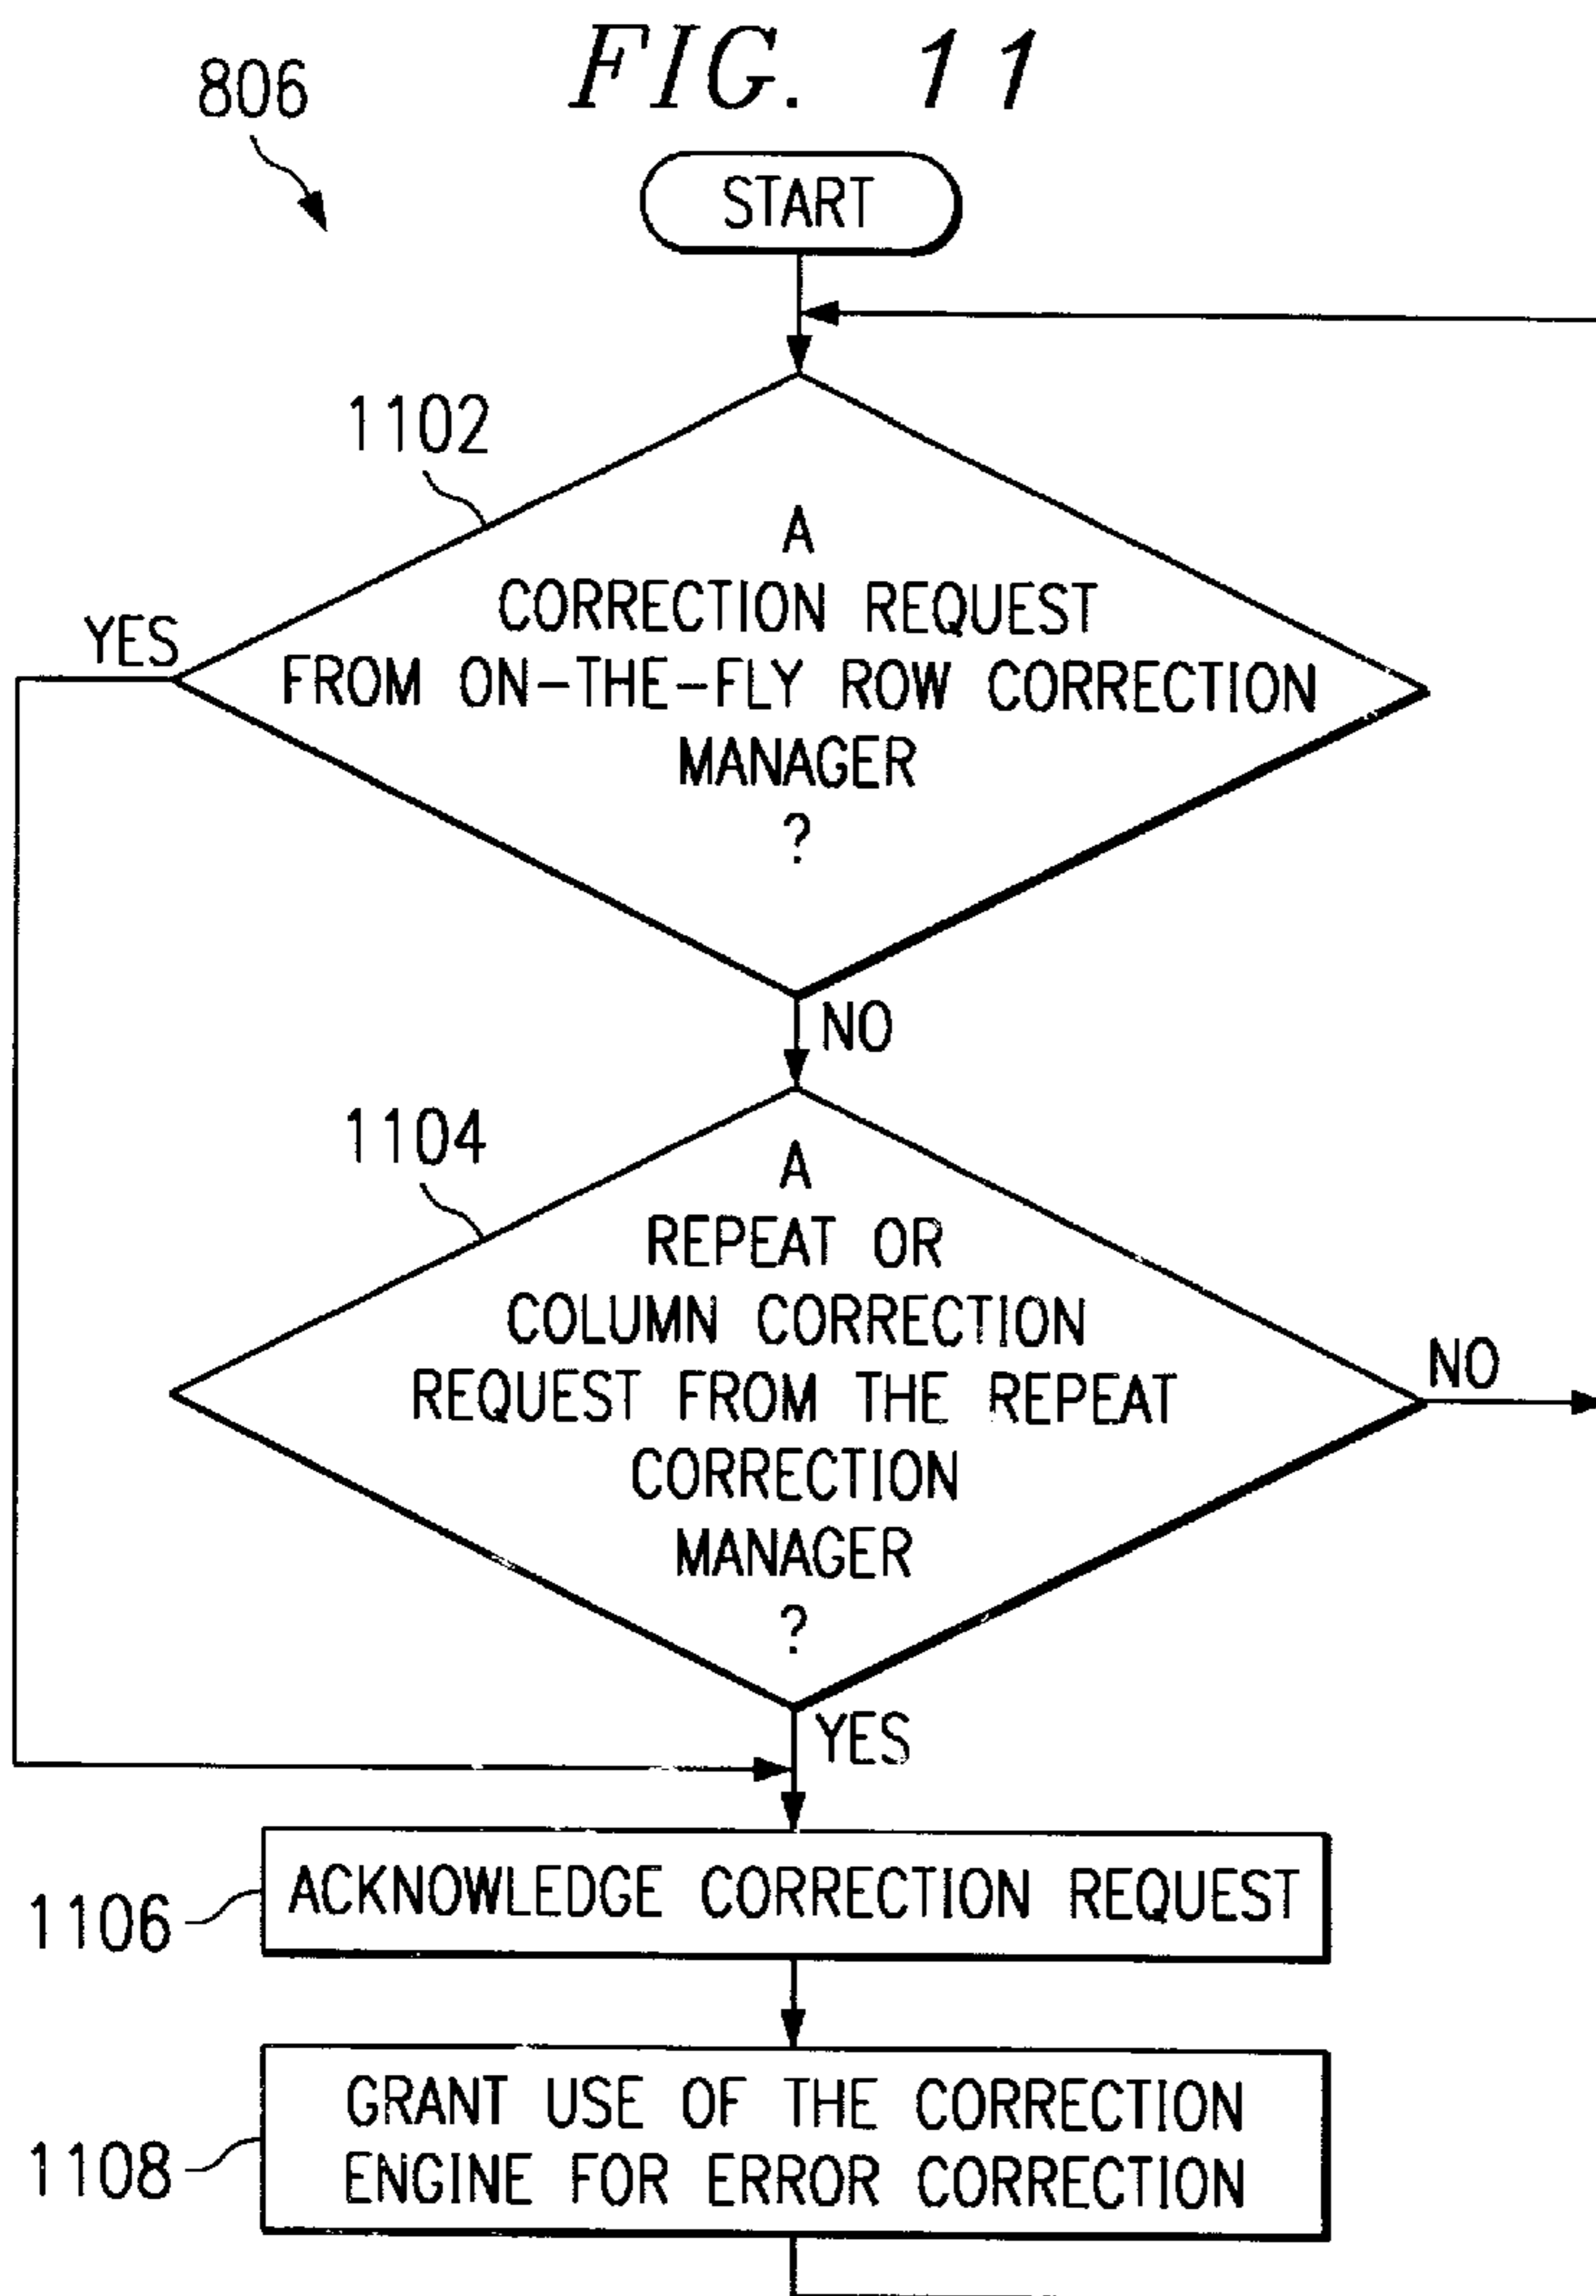 FIG. 11
806
START
1102
A
CORRECTION REQUEST
YES
FROM ON-THE-FLY ROW CORRECTION
MANAGER
?
NO
1104
A
REPEAT OR
COLUMN CORRECTION
REQUEST FROM THE REPEAT
NO
CORRECTION
MANAGER
?
YES
1106
ACKNOWLEDGE CORRECTION REQUEST
1108
GRANT USE OF THE CORRECTION
ENGINE FOR ERROR CORRECTION